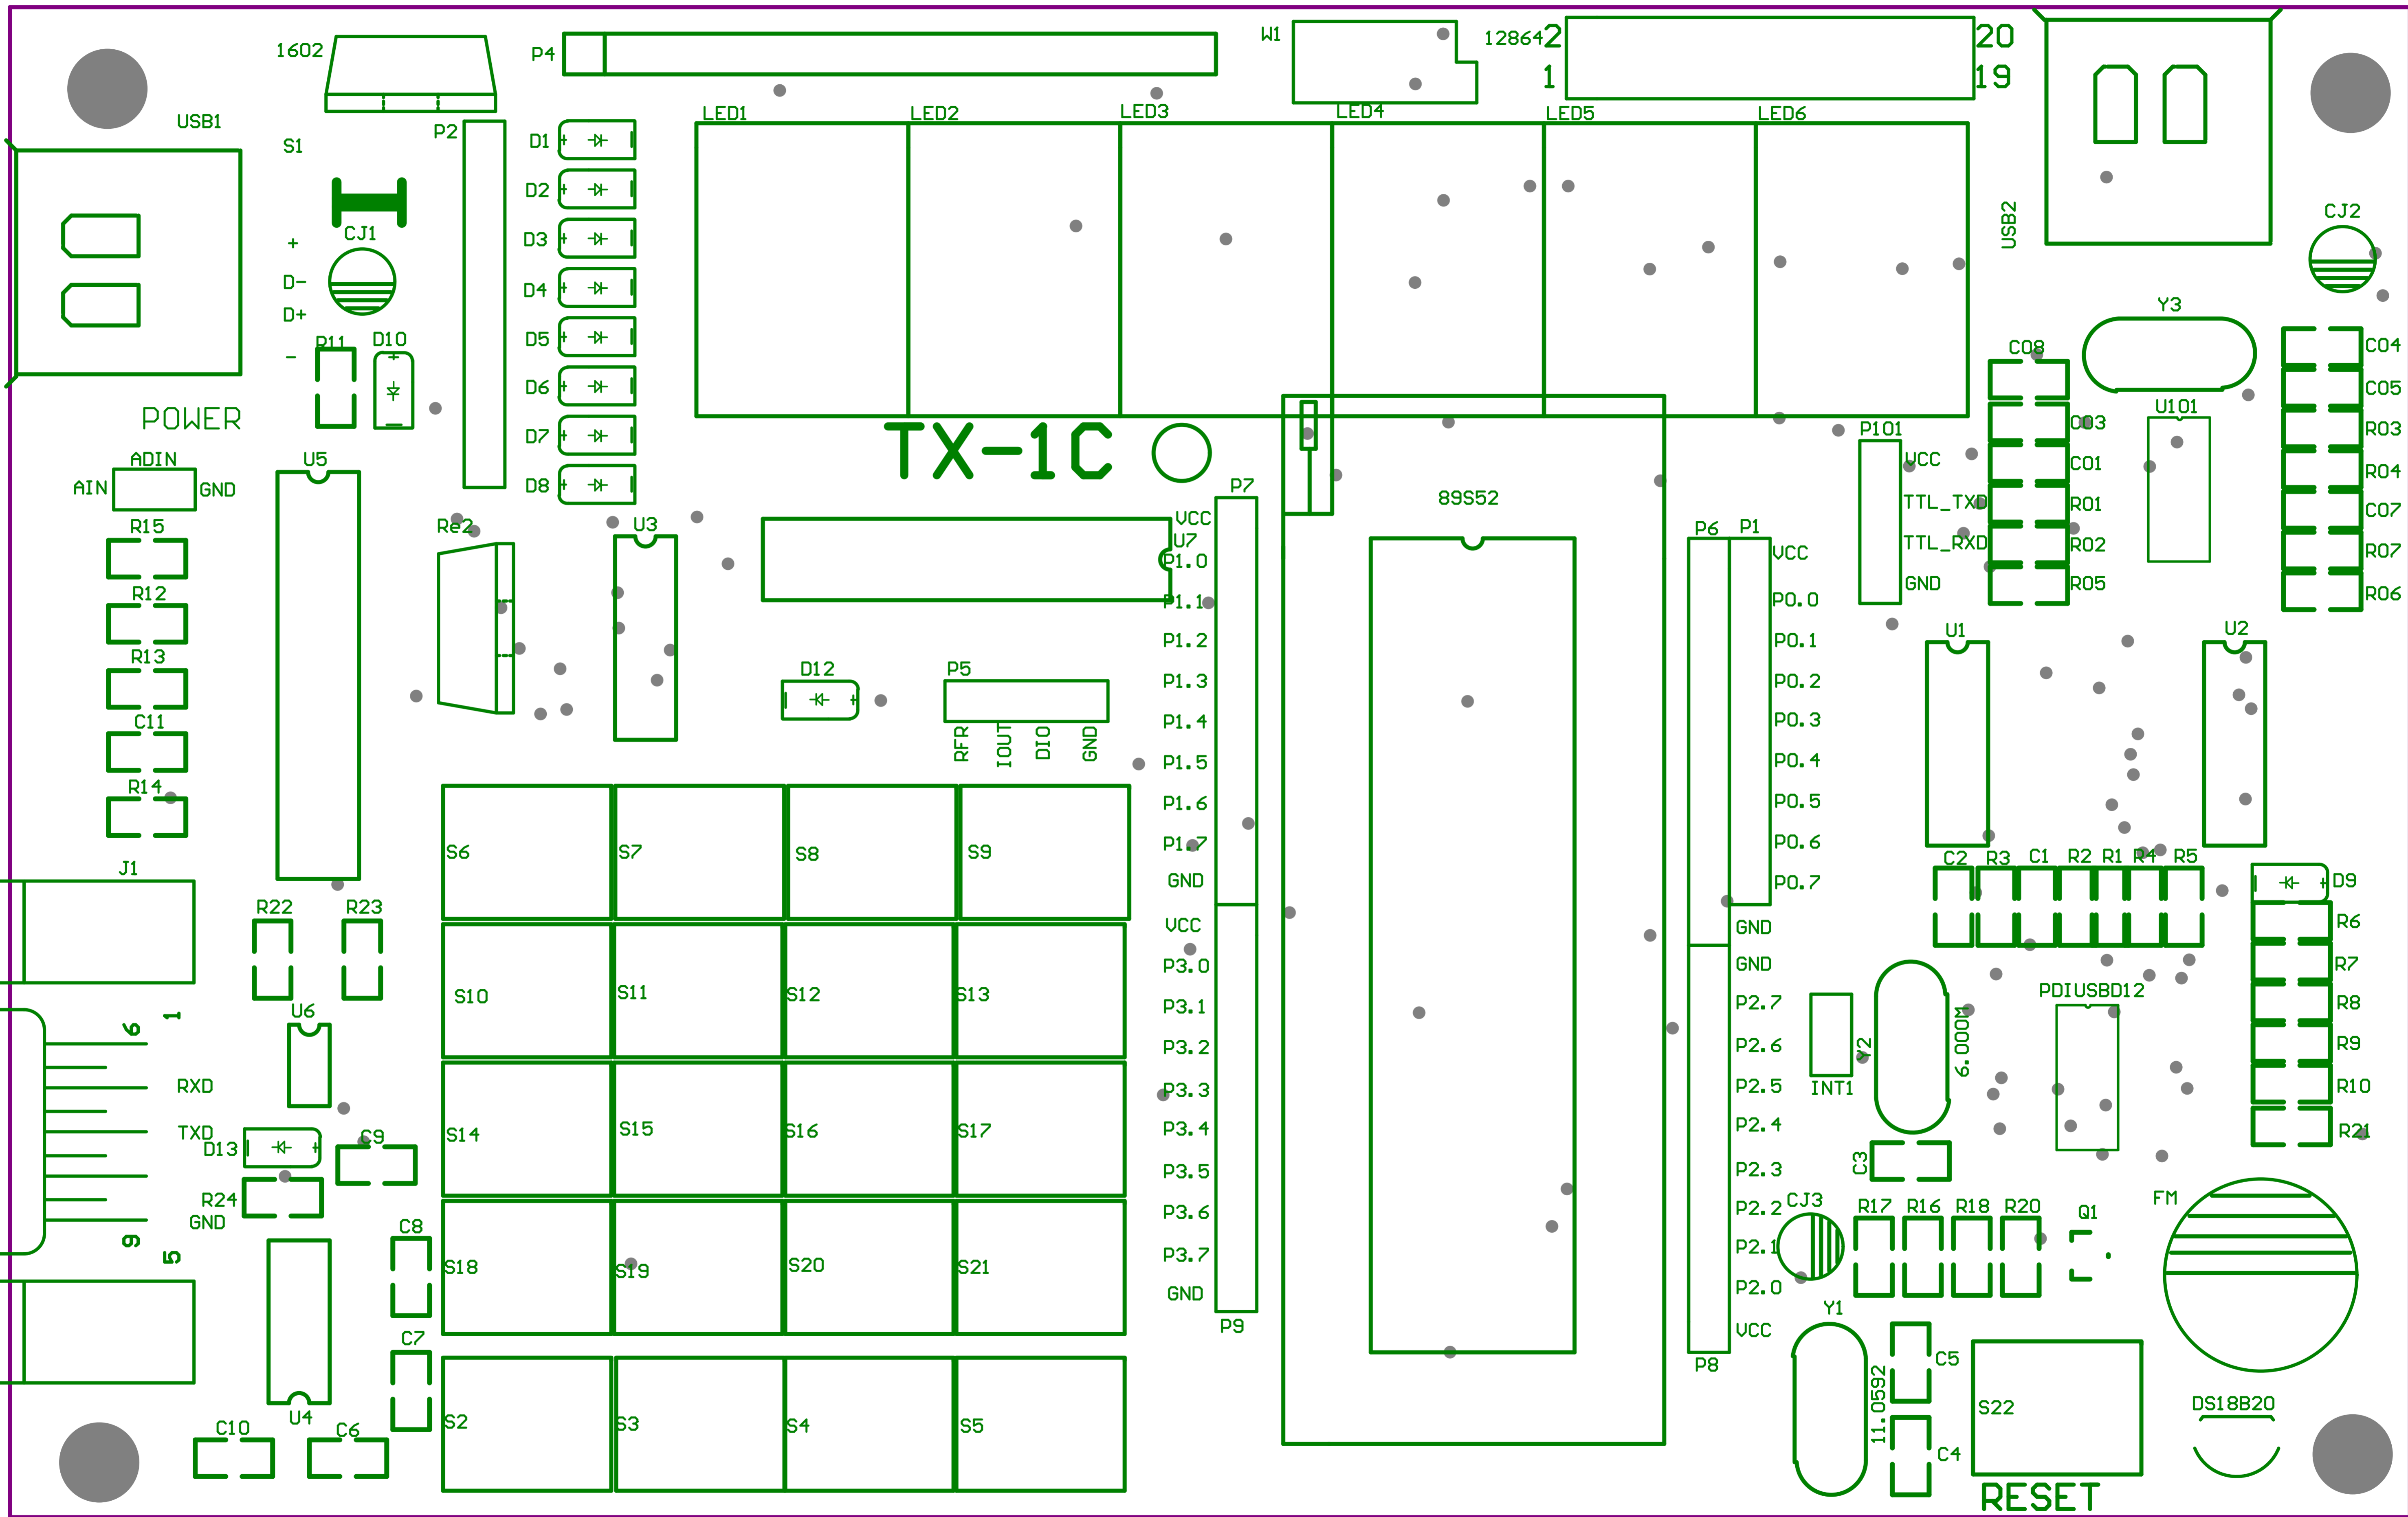 1602
P4
W1
12864
2
20
1
19
USB1
S1
P2
LED1
LED2
LED3
LED4
LED5
LED6
D1
D2
D3
D4
D5
D6
D7
D8
USB2
CJ2
+
CJ1
D-
D+
-
R11
D10
POWER
Y3
C08
C04
C05
R03
R04
C07
R07
R06
U101
C03
C01
R01
R02
R05
P101
VCC
TTL_TXD
TTL_RXD
GND
TX-1C
ADIN
AIN
GND
U5
R15
R12
R13
C11
R14
Re2
U3
U7
D12
P5
RFR
IOUT
DIO
GND
P7
VCC
P1.0
P1.1
P1.2
P1.3
P1.4
P1.5
P1.6
P1.7
GND
VCC
P3.0
P3.1
P3.2
P3.3
P3.4
P3.5
P3.6
P3.7
GND
P9
89S52
P6
P1
VCC
P0.0
P0.1
P0.2
P0.3
P0.4
P0.5
P0.6
P0.7
GND
GND
P2.7
P2.6
P2.5
P2.4
P2.3
P2.2
P2.1
P2.0
VCC
P8
U1
U2
C2
R3
C1
R2
R1
R4
R5
D9
R6
R7
R8
R9
R10
R21
PDIUSBD12
INT1
Y2
6.000M
C3
CJ3
R17
R16
R18
R20
Q1
FM
Y1
11.0592
C5
C4
S22
RESET
DS18B20
J1
R22
R23
U6
6
1
RXD
TXD
D13
C9
R24
GND
9
5
C8
C7
U4
C10
C6
S6
S7
S8
S9
S10
S11
S12
S13
S14
S15
S16
S17
S18
S19
S20
S21
S2
S3
S4
S5